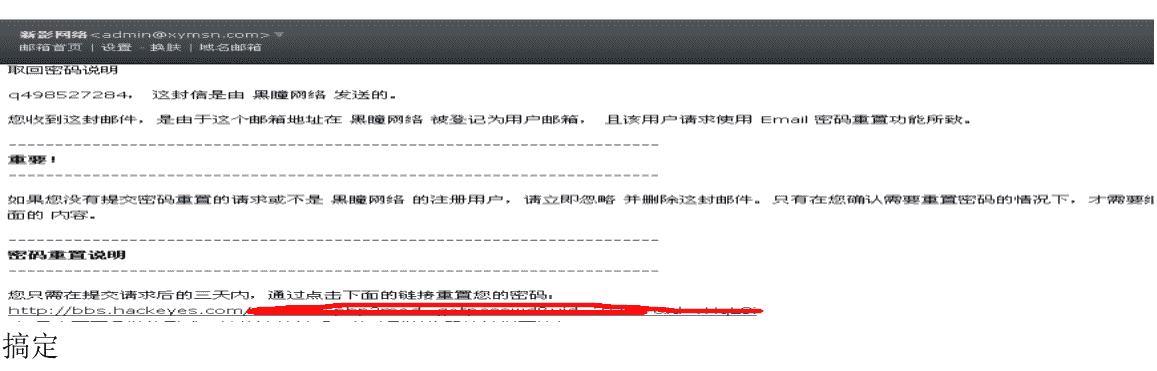 新影网络<admin@xymsn.com>
邮箱首页 | 设置 - 换肤 | 域名邮箱
取回密码说明
q498527284， 这封信是由 黑瞳网络 发送的。
您收到这封邮件，是由于这个邮箱地址在 黑瞳网络 被登记为用户邮箱， 且该用户请求使用 Email 密码重置功能所致。
----------------------------------------------------------------------
重要！
----------------------------------------------------------------------
如果您没有提交密码重置的请求或不是 黑瞳网络 的注册用户，请立即忽略 并删除这封邮件。只有在您确认需要重置密码的情况下，才需要
面的 内容。
----------------------------------------------------------------------
密码重置说明
----------------------------------------------------------------------
您只需在提交请求后的三天内，通过点击下面的链接重置您的密码：
http://bbs.hackeyes.com/
搞定